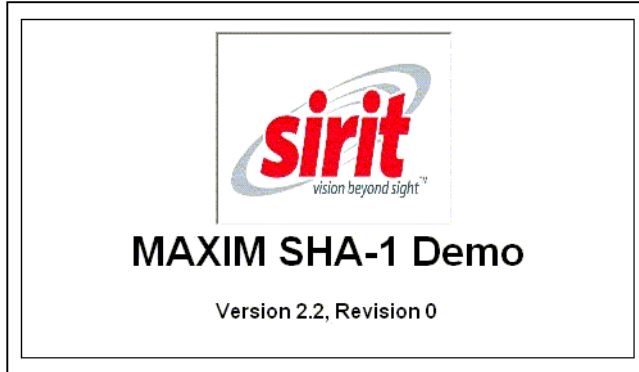 sirit
vision beyond sight™
MAXIM SHA-1 Demo
Version 2.2, Revision 0